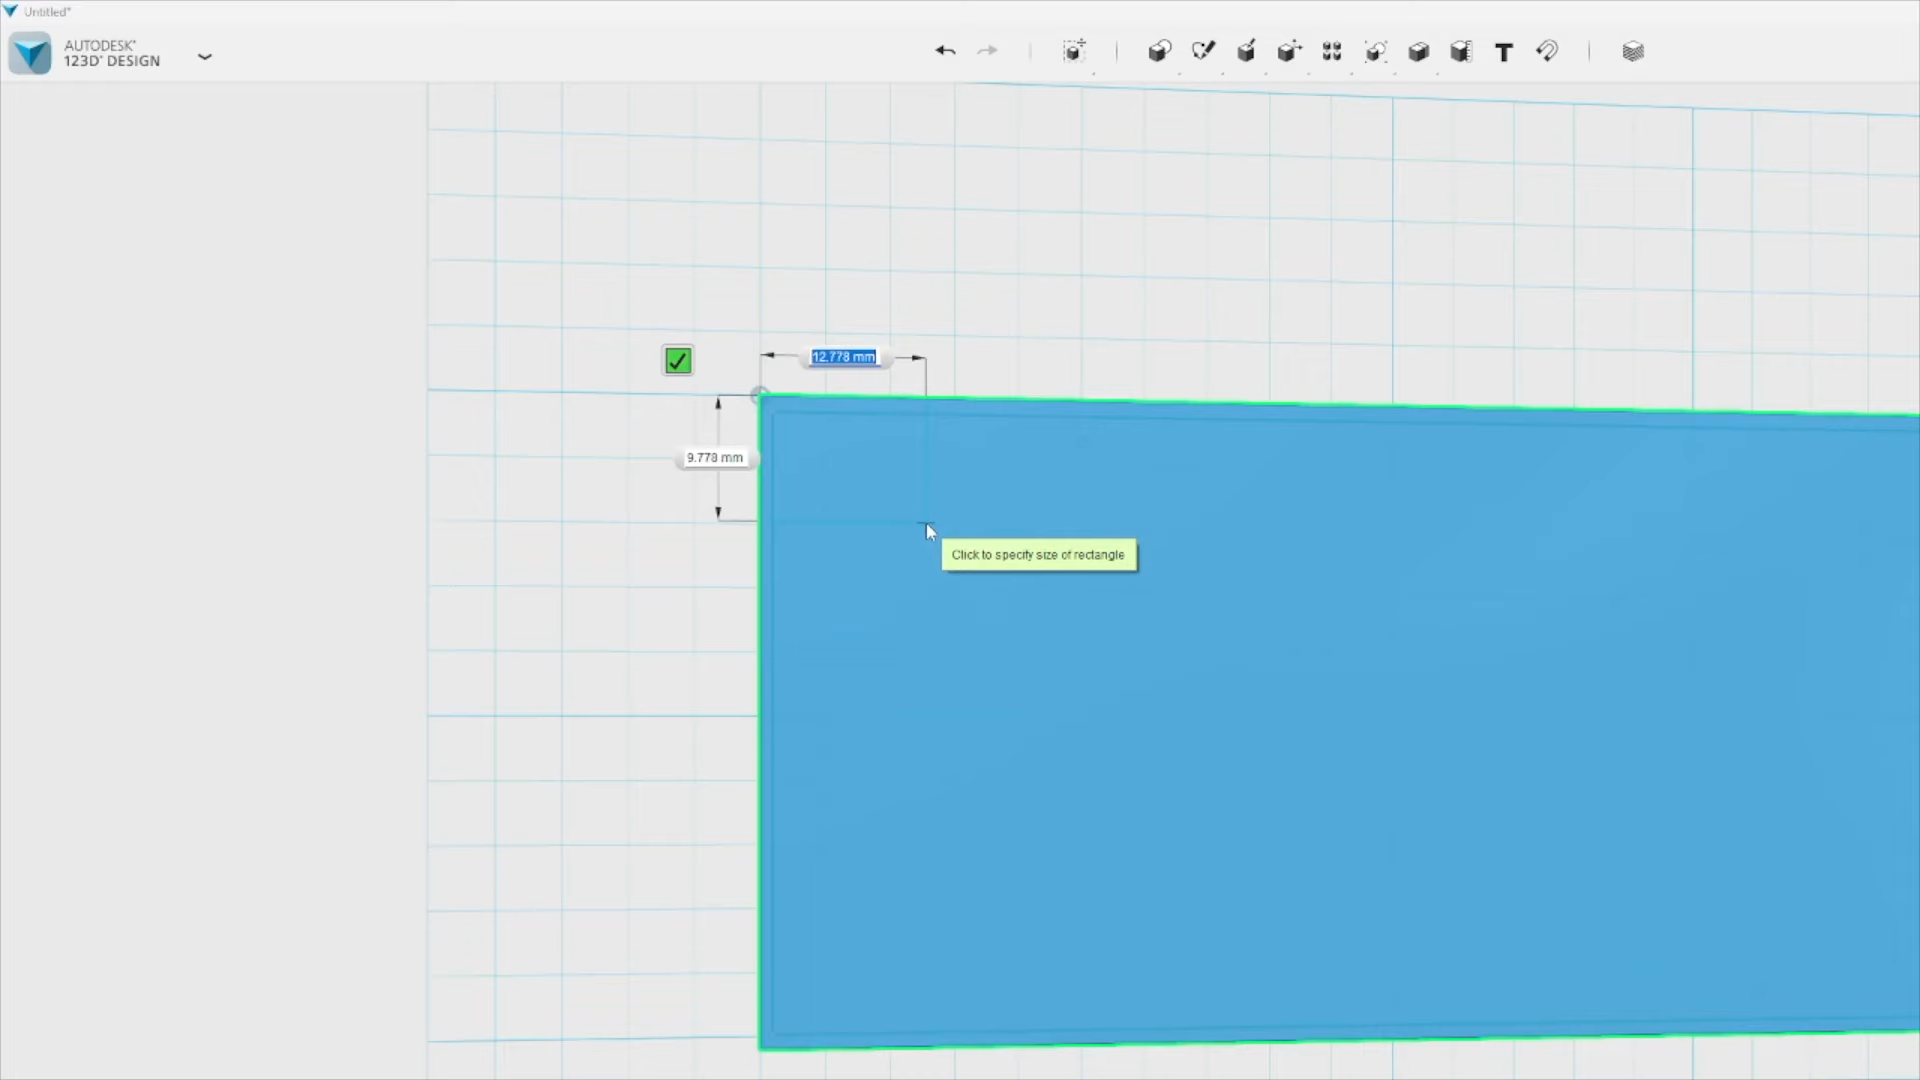 Untitled*
AUTODESK®
123D® DESIGN
T
12.778 mm
9.778 mm
Click to specify size of rectangle